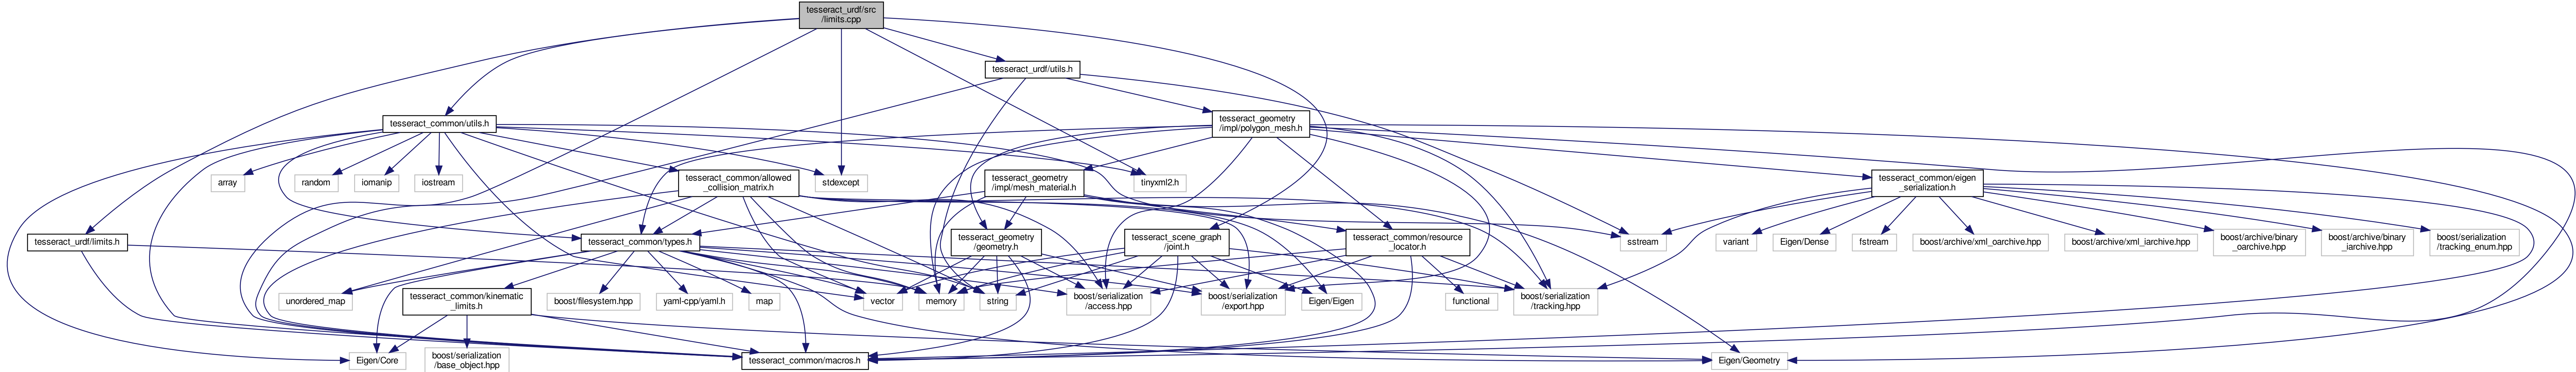 tesseract_urdf/src
/limits.cpp
tesseract_urdf/utils.h
tesseract_common/utils.h
tesseract_geometry
/impl/polygon_mesh.h
array
random
iomanip
iostream
tesseract_common/allowed
_collision_matrix.h
stdexcept
tesseract_geometry
/impl/mesh_material.h
tinyxml2.h
tesseract_common/eigen
_serialization.h
tesseract_urdf/limits.h
tesseract_common/types.h
tesseract_geometry
/geometry.h
tesseract_scene_graph
/joint.h
tesseract_common/resource
_locator.h
sstream
variant
Eigen/Dense
fstream
boost/archive/xml_oarchive.hpp
boost/archive/xml_iarchive.hpp
boost/archive/binary
_oarchive.hpp
boost/archive/binary
_iarchive.hpp
boost/serialization
/tracking_enum.hpp
unordered_map
tesseract_common/kinematic
_limits.h
boost/filesystem.hpp
yaml-cpp/yaml.h
map
vector
memory
string
boost/serialization
/access.hpp
boost/serialization
/export.hpp
Eigen/Eigen
functional
boost/serialization
/tracking.hpp
Eigen/Core
boost/serialization
/base_object.hpp
tesseract_common/macros.h
Eigen/Geometry